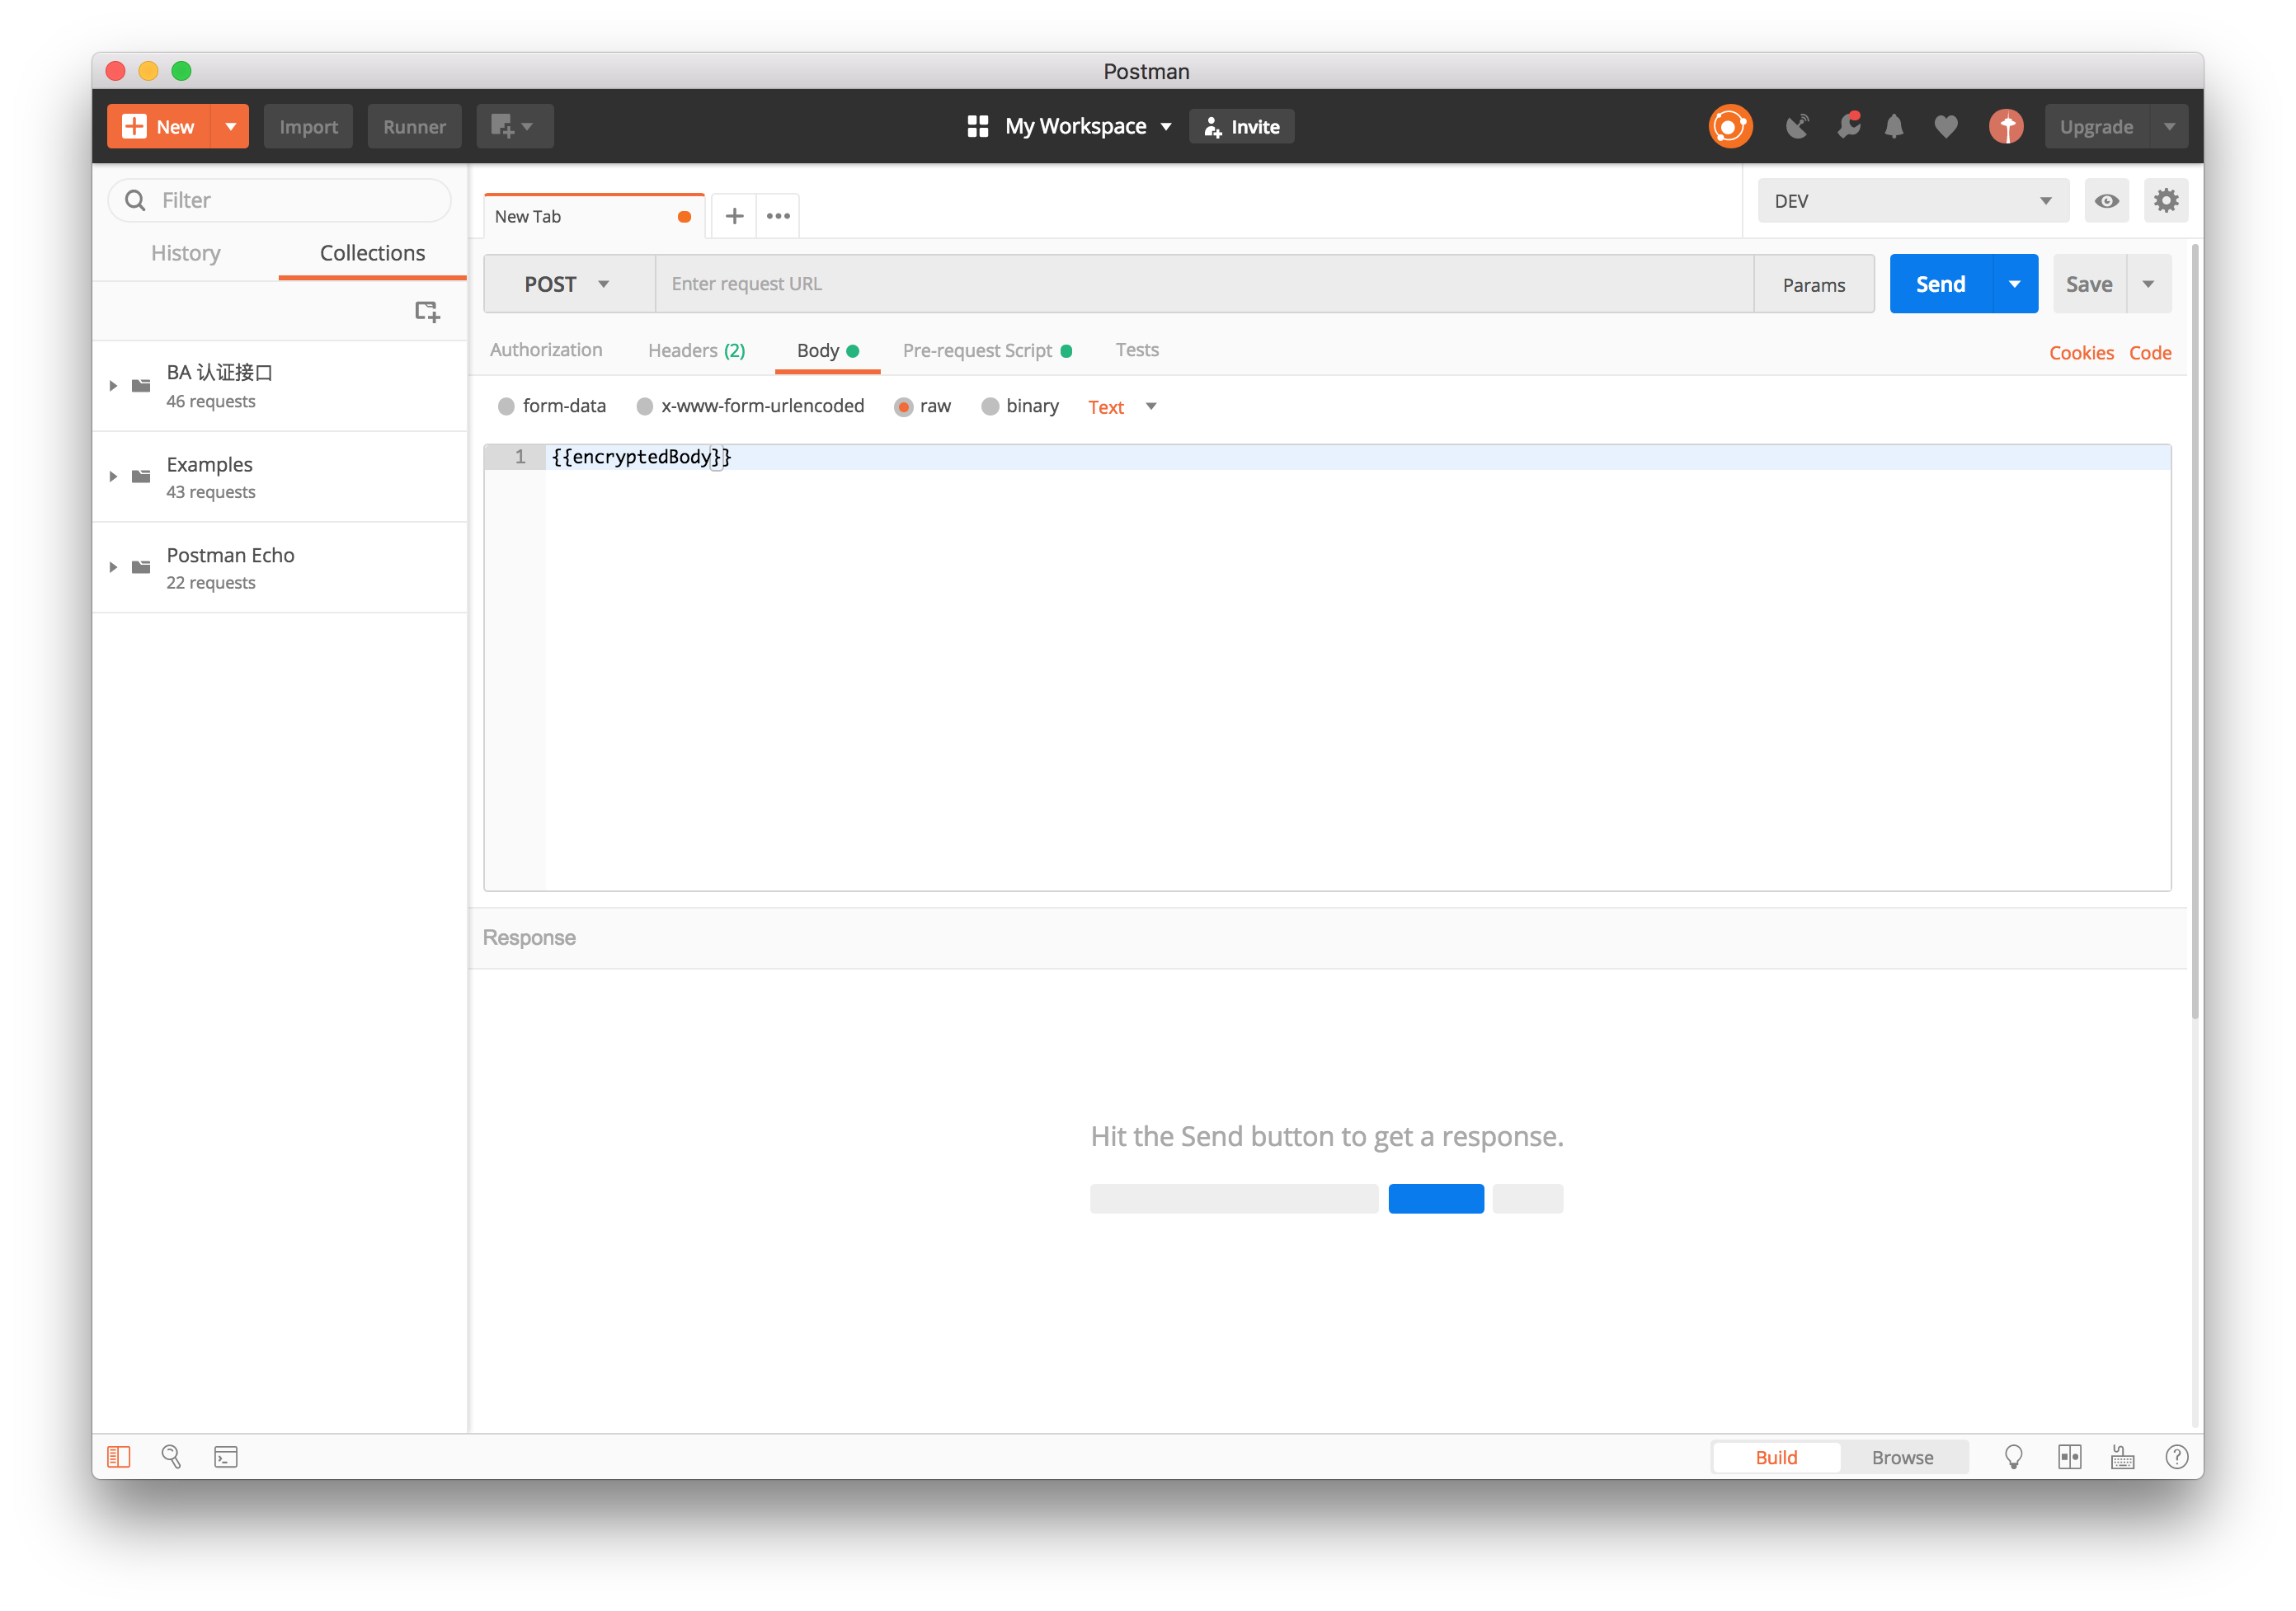 Postman
New Import Runner My Workspace Invite Upgrade
Filter
History Collections
BA 认证接口
46 requests
Examples
43 requests
Postman Echo
22 requests
New Tab
DEV
POST Enter request URL Params Send Save
Authorization Headers (2) Body Pre-request Script Tests Cookies Code
form-data x-www-form-urlencoded raw binary Text
1 {{encryptedBody}}
Response
Hit the Send button to get a response.
Build Browse